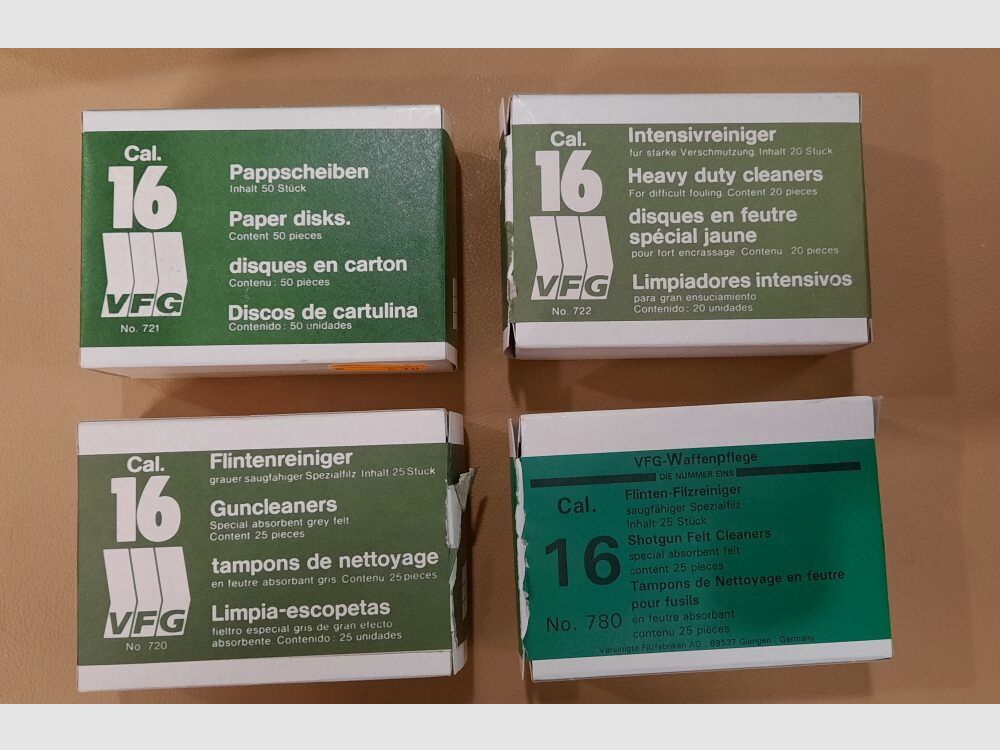 Cal.
16
VFG
No. 721
Pappscheiben
Inhalt 50 Stück
Paper disks.
Content 50 pieces
disques en carton
Contenu: 50 pièces
Discos de cartulina
Contenido: 50 unidades
Cal.
16
VFG
No. 722
Intensivreiniger
für starke Verschmutzung. Inhalt 20 Stück
Heavy duty cleaners
For difficult fouling. Content 20 pieces
disques en feutre
spécial jaune
pour fort encrassage. Contenu 20 pièces
Limpiadores intensivos
para gran ensuciamiento
Contenido: 20 unidades
Cal.
16
VFG
No. 720
Flintenreiniger
grauer saugfähiger Spezialfilz Inhalt 25 Stück
Guncleaners
Special absorbent grey felt
Content 25 pieces
tampons de nettoyage
en feutre absorbant gris. Contenu 25 pièces
Limpia-escopetas
fieltro especial gris de gran efecto
absorbente. Contenido: 25 unidades
VFG-Waffenpflege
DIE NUMMER EINS
Cal.
16
No. 780
Flinten-Filzreiniger
saugfähiger Spezialfilz
Inhalt 25 Stück
Shotgun Felt Cleaners
special absorbent felt
content 25 pieces
Tampons de Nettoyage en feutre
pour fusils
en feutre absorbant
contenu 25 pièces
Vereinigte Filzfabriken AG - 89537 Giengen - Germany